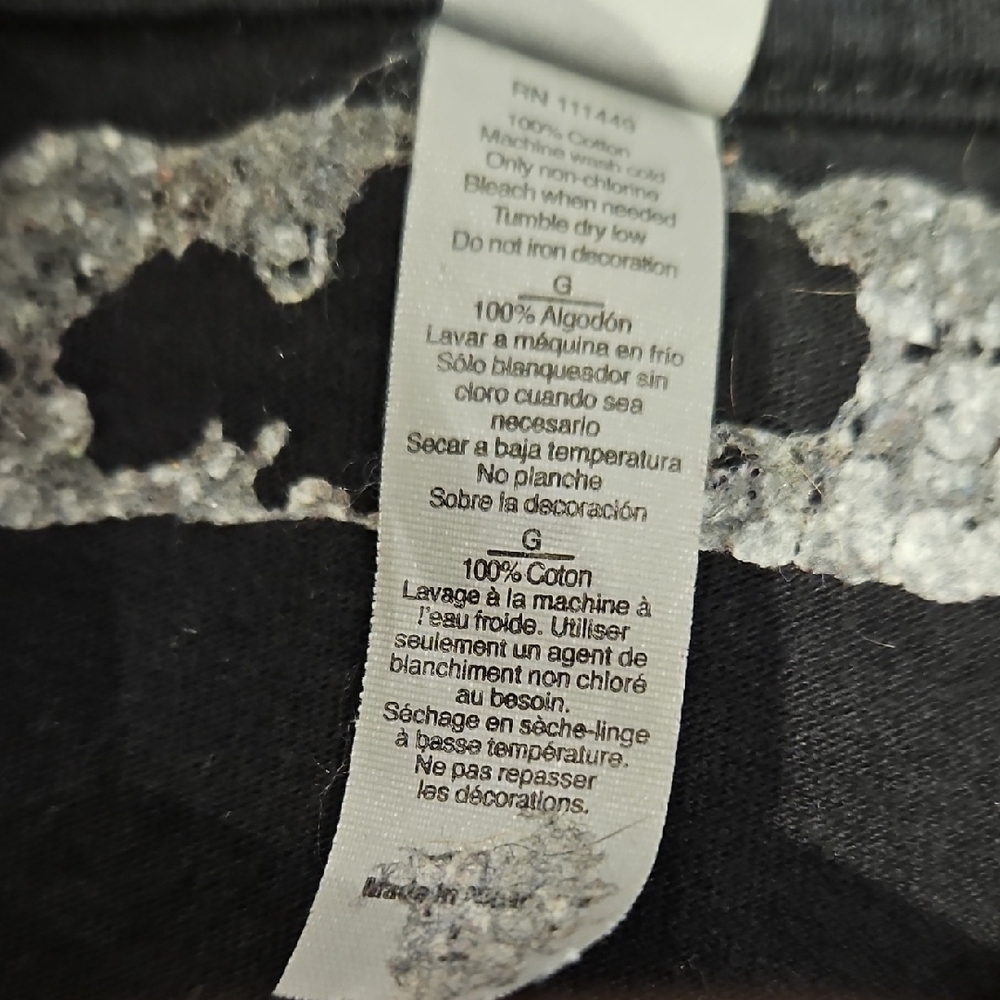 RN 111449
100% Cotton
Machine wash cold
Only non-chlorine
Bleach when needed
Tumble dry low
Do not iron decoration
G
100% Algodón
Lavar a máquina en frío
Sólo blanqueador sin
cloro cuando sea
necesario
Secar a baja temperatura
No planche
Sobre la decoración
G
100% Coton
Lavage à la machine à
l'eau froide. Utiliser
seulement un agent de
blanchiment non chloré
au besoin.
Séchage en sèche-linge
à basse température.
Ne pas repasser
les décorations.
Made in